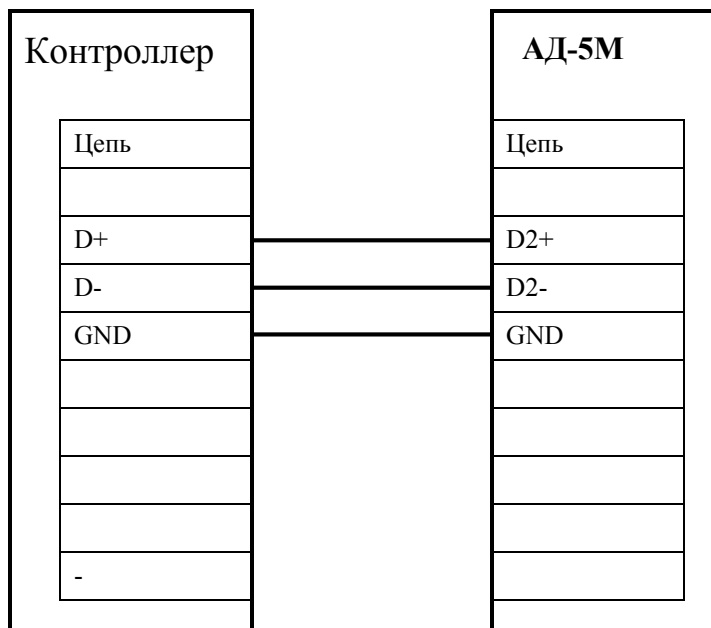 Контроллер
АД-5М
Цепь
Цепь
D+
D2+
D-
D2-
GND
GND
-